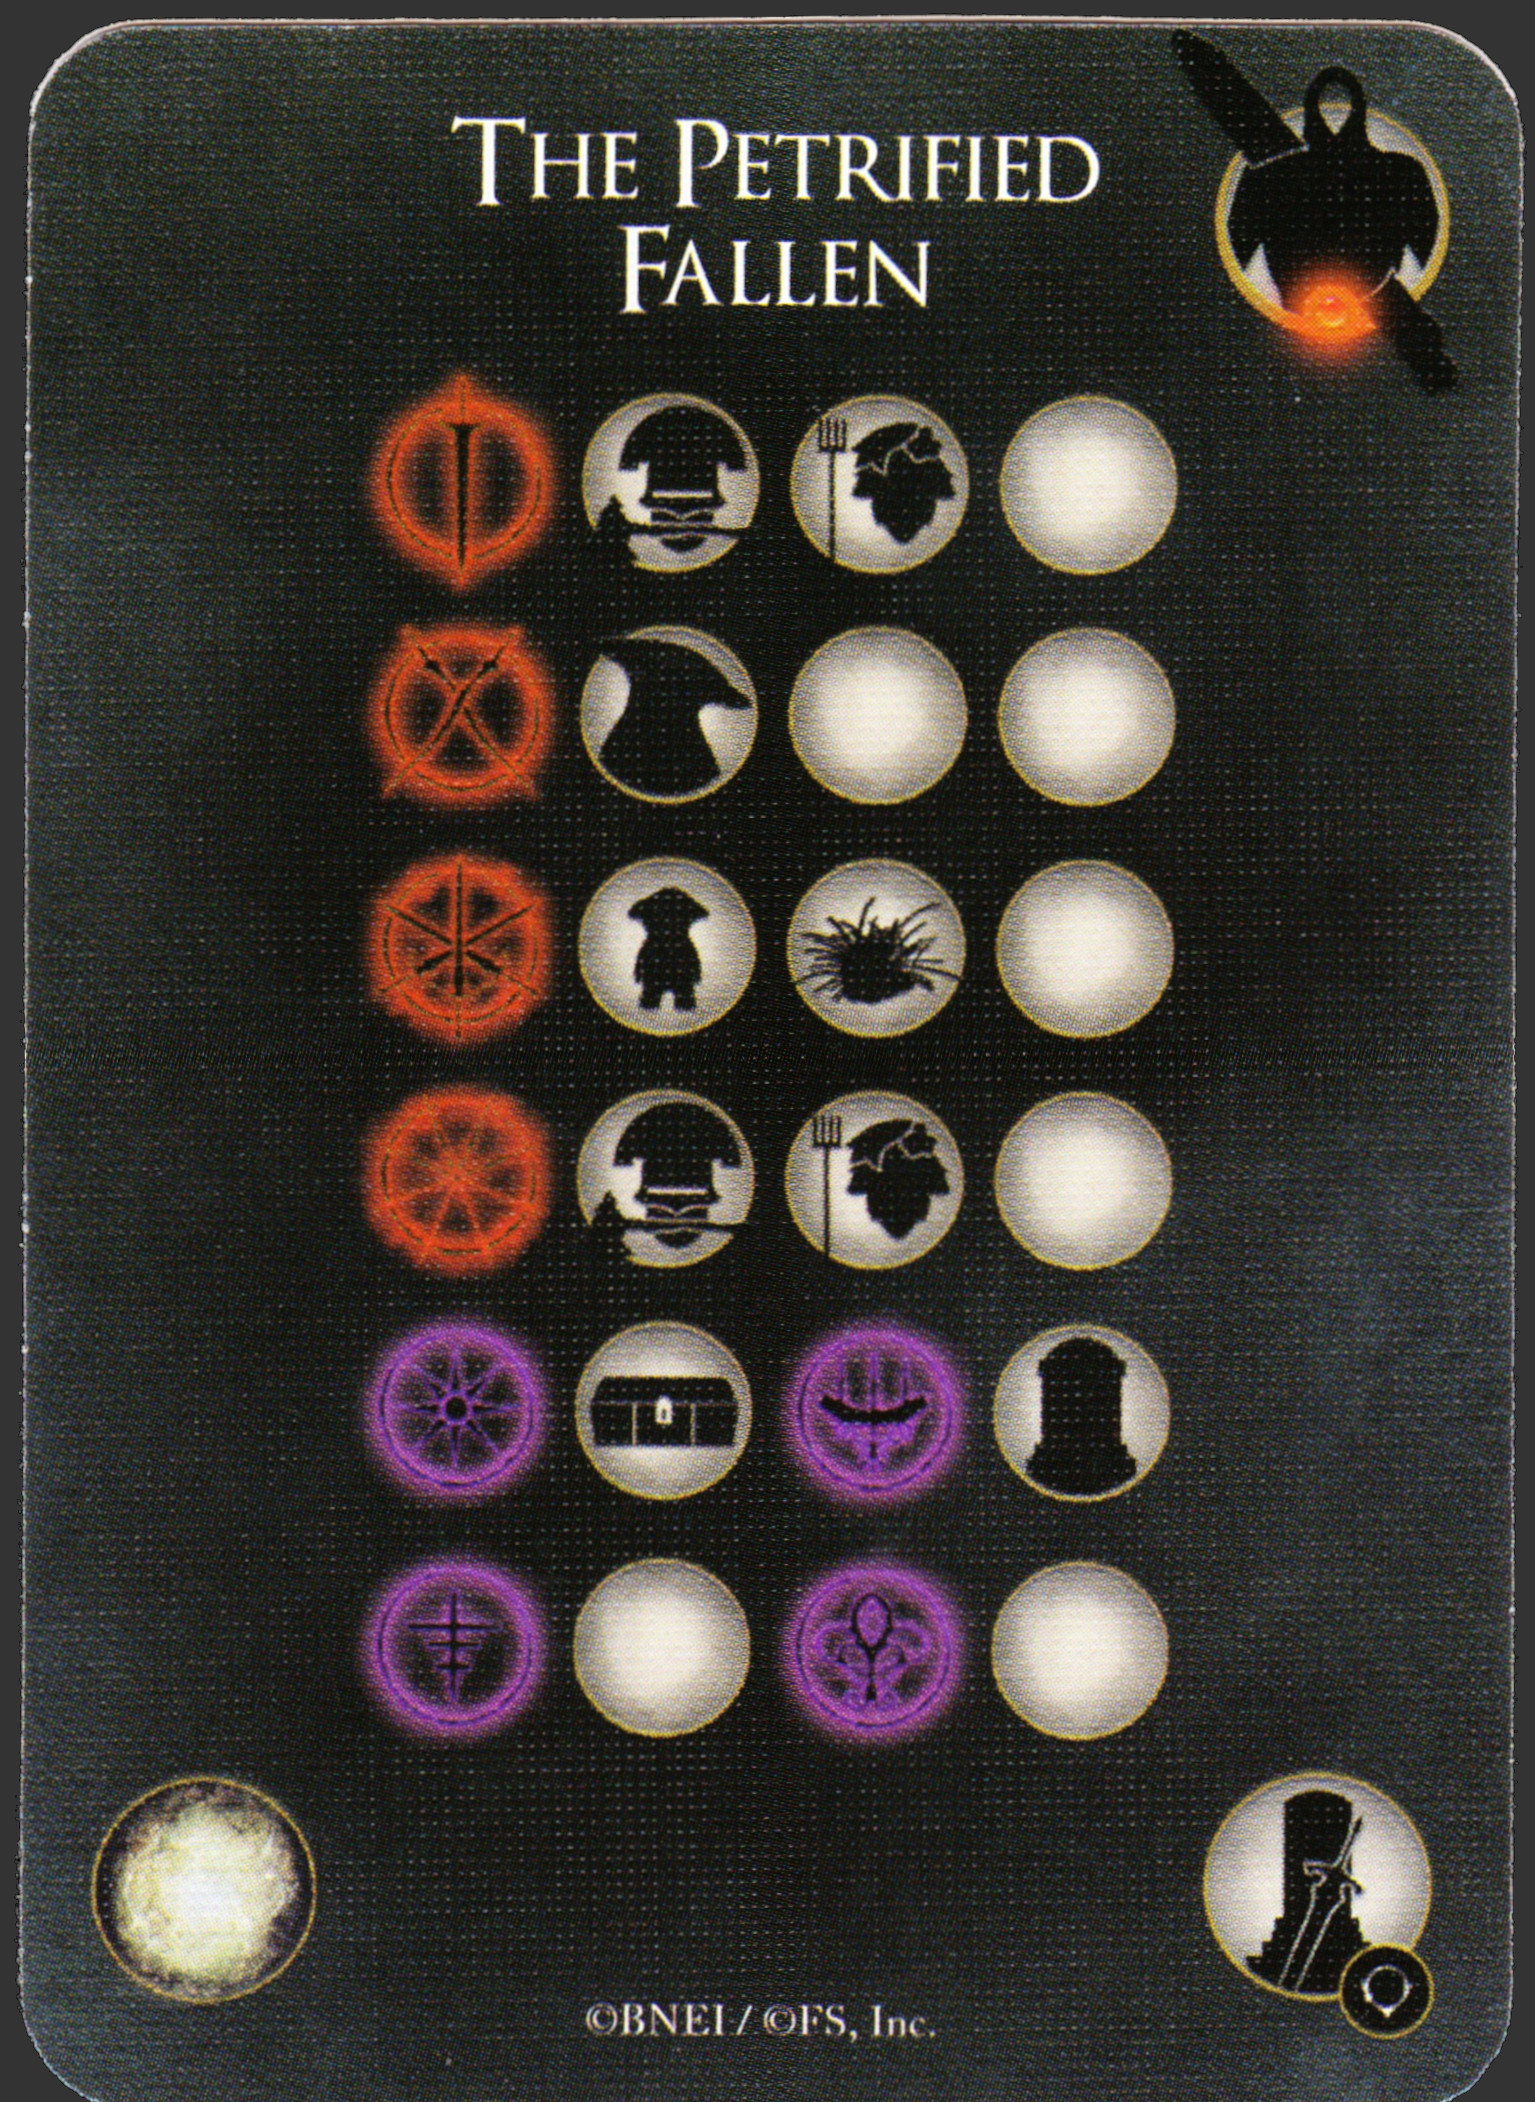 THE PETRIFIED
FALLEN
©BNEI / ©FS, Inc.